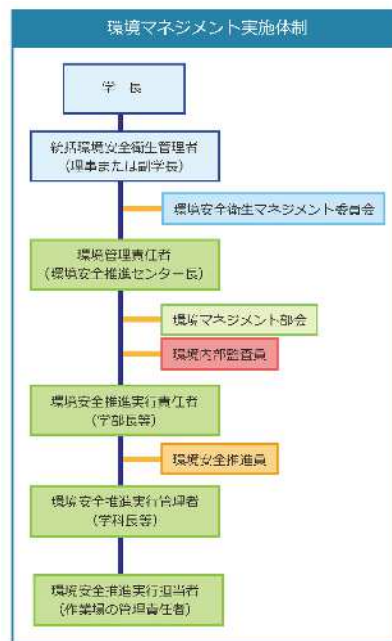 環境マネジメント実施体制
学 長
統括環境安全衛生管理者
(理事または副学長)
環境安全衛生マネジメント委員会
環境管理責任者
(環境安全推進センター長)
環境マネジメント部会
環境内部監査員
環境安全推進実行責任者
(学部長等)
環境安全推進員
環境安全推進実行管理者
(学科長等)
環境安全推進実行担当者
(作業場の管理責任者)